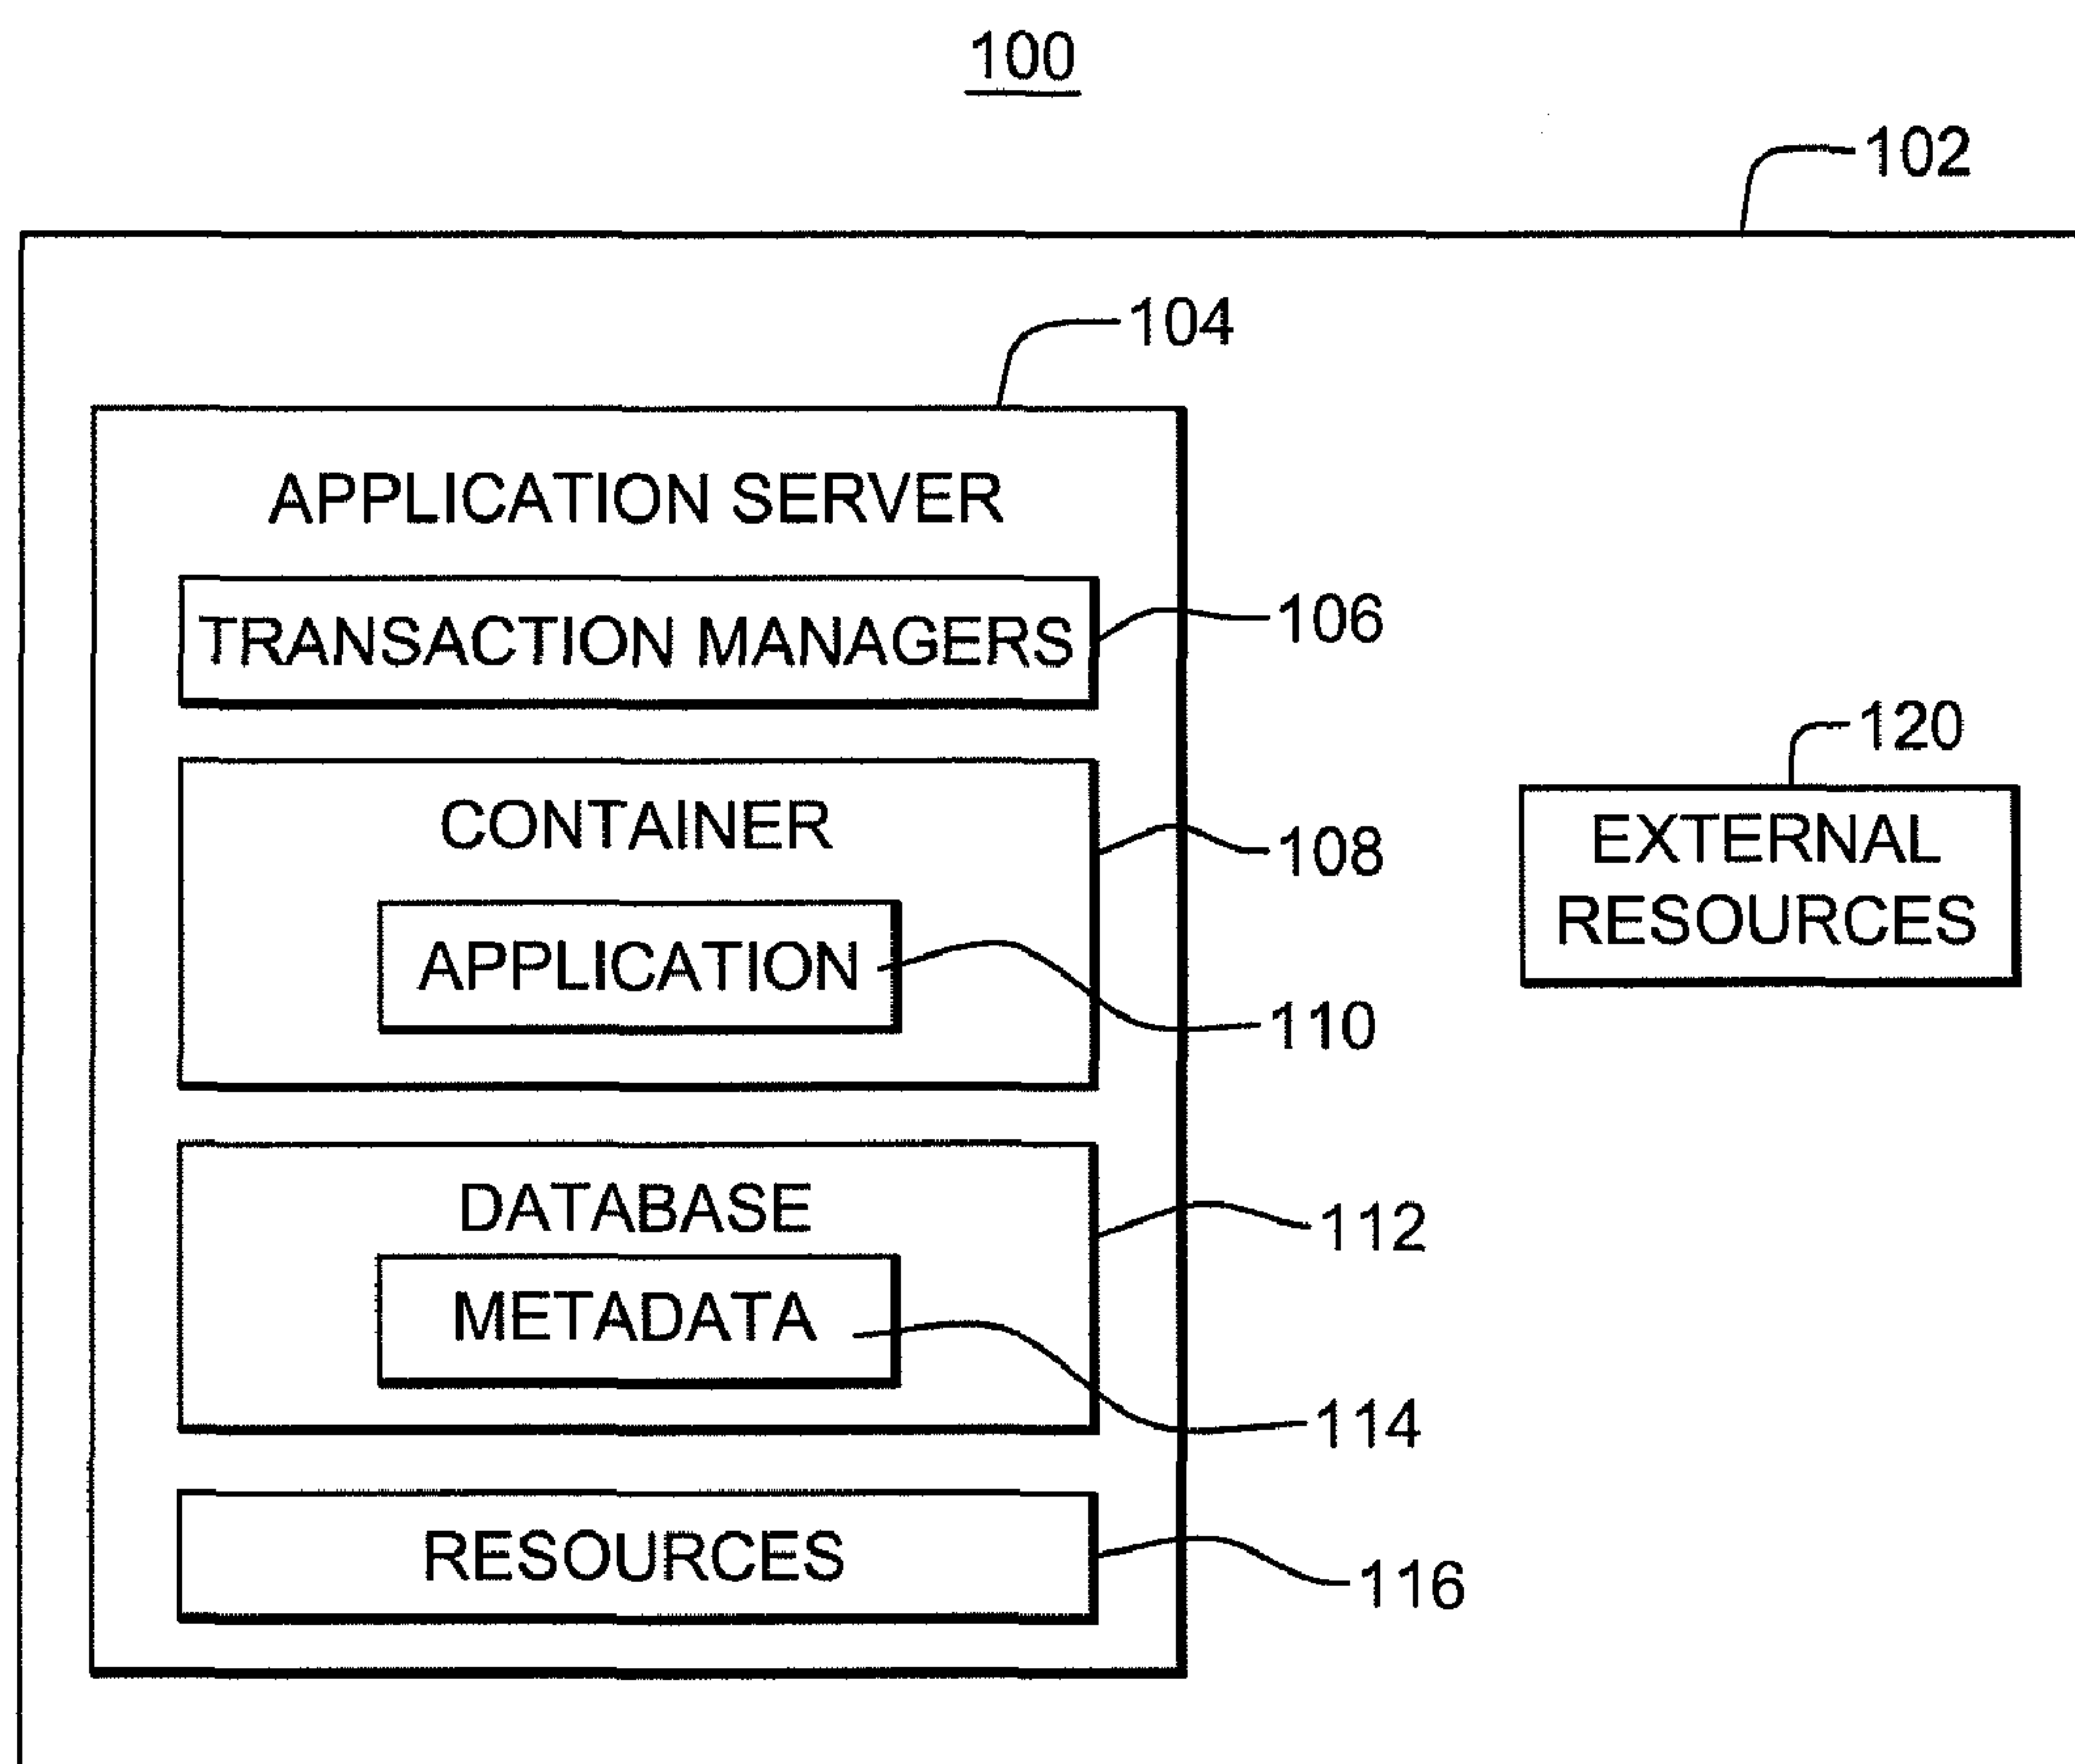 100
102
104
APPLICATION SERVER
TRANSACTION MANAGERS
106
120
CONTAINER
108
EXTERNAL
RESOURCES
APPLICATION
110
DATABASE
112
METADATA
114
RESOURCES
116